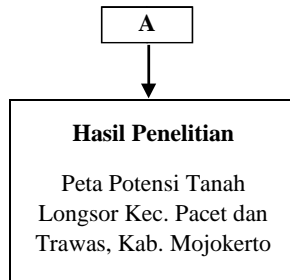 A
Hasil Penelitian
Peta Potensi Tanah
Longsor Kec. Pacet dan
Trawas, Kab. Mojokerto